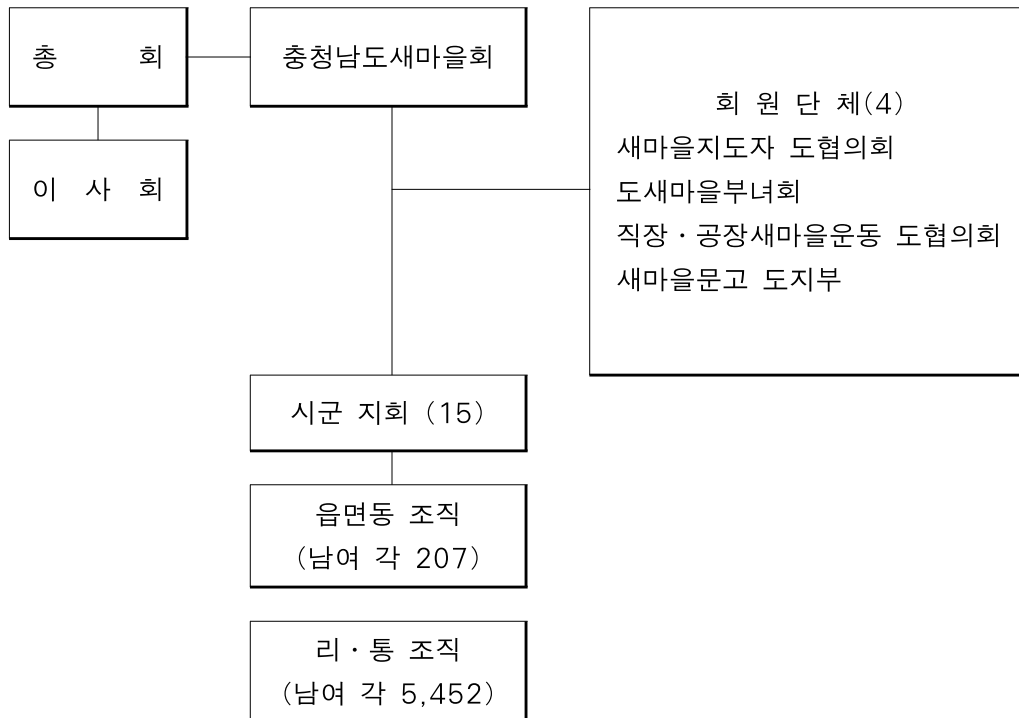 총 회
충청남도새마을회
이 사 회
회 원 단 체(4)
새마을지도자 도협의회
도새마을부녀회
직장·공장새마을운동 도협의회
새마을문고 도지부
시군 지회 (15)
읍면동 조직
(남여 각 207)
리·통 조직
(남여 각 5,452)